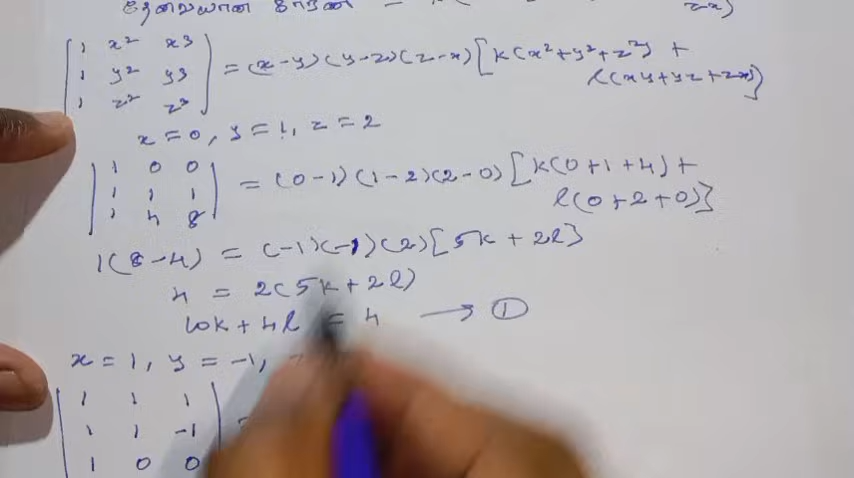 தேவையான காரணி -
zx)
| 1 x² x3 |
| 1 y² y3 | = (x-y)(y-z)(z-x)[k(x²+y²+z²) +
| 1 z² z3 | l(xy+yz+zx)]
x=0, y=1, z=2
| 1 0 0 |
| 1 1 1 | = (0-1)(1-2)(2-0)[k(0+1+4)+
| 1 4 8 | l(0+2+0)]
1(8-4) = (-1)(-1)(2)[5k+2l]
4 = 2(5k+2l)
10k+4l = 4 → ①
x=1, y=-1,
| 1 1 1 |
| 1 1 -1 |
| 1 0 0